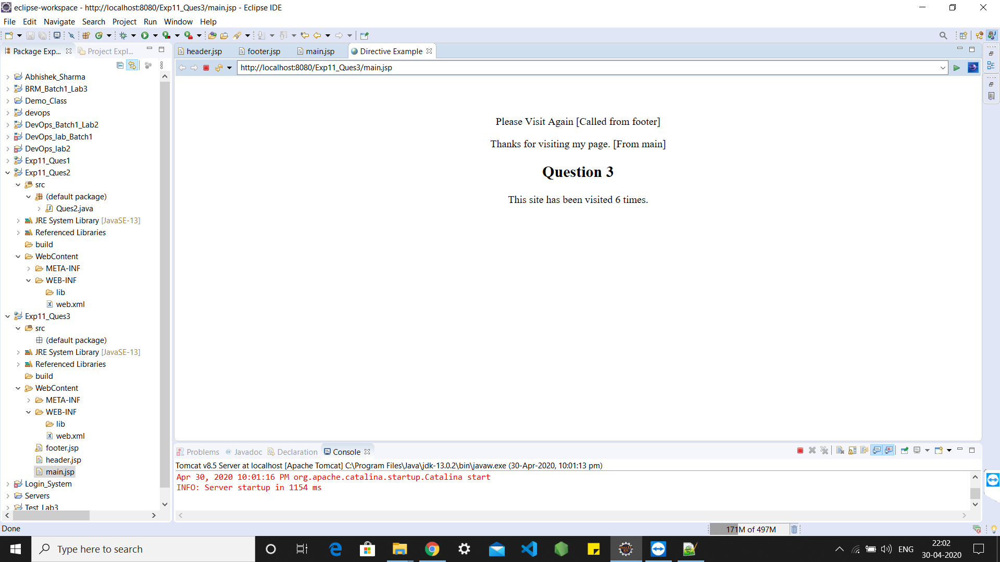 eclipse-workspace - http://localhost:8080/Exp11_Ques3/main.jsp - Eclipse IDE
File Edit Navigate Search Project Run Window Help
Package Exp... Project Expl...
header.jsp footer.jsp main.jsp Directive Example
http://localhost:8080/Exp11_Ques3/main.jsp
Abhishek_Sharma
BRM_Batch1_Lab3
Demo_Class
devops
DevOps_Batch1_Lab2
DevOps_lab_Batch1
DevOps_lab2
Exp11_Ques1
Exp11_Ques2
src
(default package)
Ques2.java
JRE System Library [JavaSE-13]
Referenced Libraries
build
WebContent
META-INF
WEB-INF
lib
web.xml
Exp11_Ques3
src
(default package)
JRE System Library [JavaSE-13]
Referenced Libraries
build
WebContent
META-INF
WEB-INF
lib
web.xml
footer.jsp
header.jsp
main.jsp
Login_System
Servers
Test_Lab3
Please Visit Again [Called from footer]
Thanks for visiting my page. [From main]
Question 3
This site has been visited 6 times.
Problems Javadoc Declaration Console
Tomcat v8.5 Server at localhost [Apache Tomcat] C:\Program Files\Java\jdk-13.0.2\bin\javaw.exe (30-Apr-2020, 10:01:13 pm)
Apr 30, 2020 10:01:16 PM org.apache.catalina.startup.Catalina start
INFO: Server startup in 1154 ms
Done
171M of 497M
Type here to search
ENG
22:02
30-04-2020